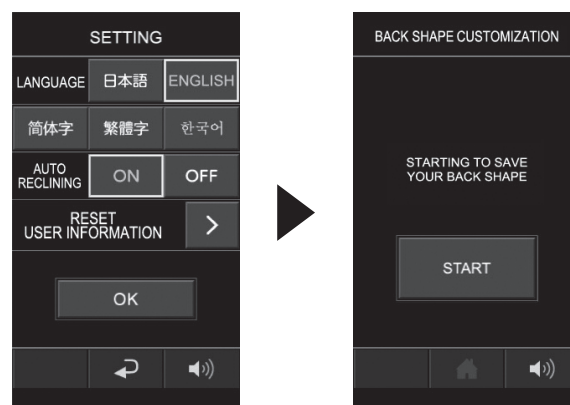 SETTING
LANGUAGE 日本語 ENGLISH
简体字 繁體字 한국어
AUTO
RECLINING ON OFF
RESET
USER INFORMATION >
OK
BACK SHAPE CUSTOMIZATION
STARTING TO SAVE
YOUR BACK SHAPE
START